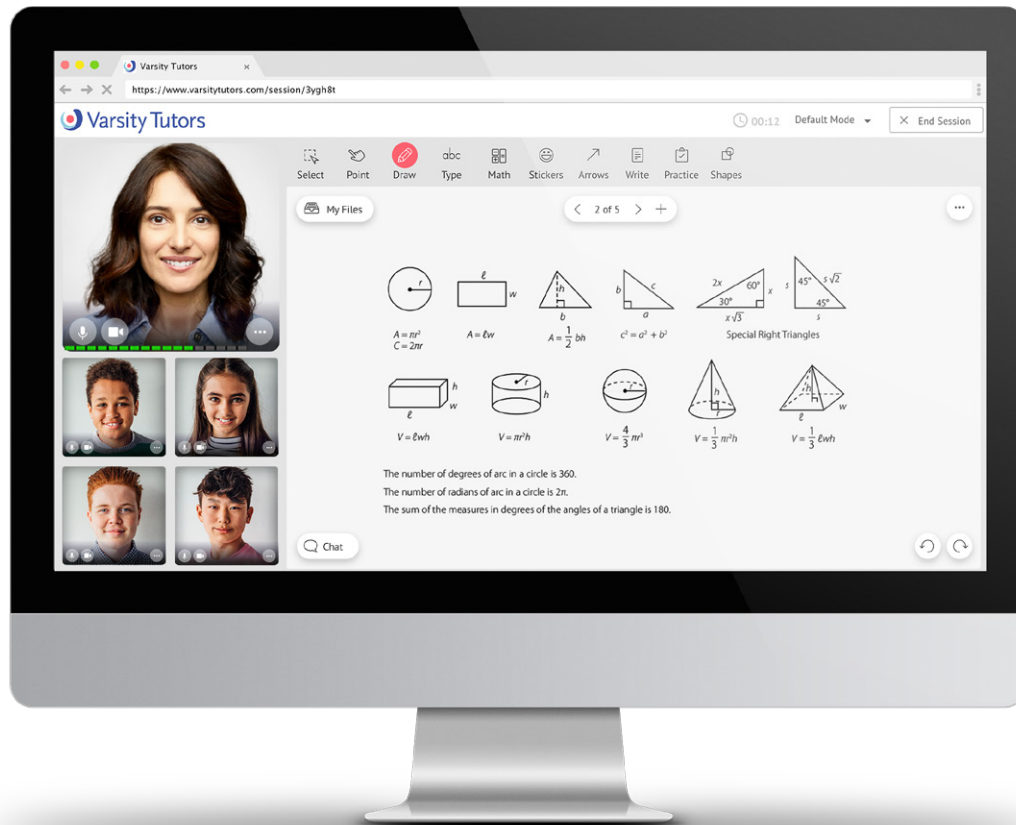 Varsity Tutors ×
https://www.varsitytutors.com/session/3ygh8t
Varsity Tutors
00:12 Default Mode × End Session
Select Point Draw abc Type Math Stickers Arrows Write Practice Shapes
My Files
< 2 of 5 > +
r
ℓ
w
h
b
b
c
a
2x
60°
x
30°
x√3
s
45°
s√2
45°
s
A = πr²
C = 2πr
A = ℓw
A = 1/2 bh
c² = a² + b²
Special Right Triangles
h
w
ℓ
r
h
r
h
r
h
ℓ
w
V = ℓwh
V = πr²h
V = 4/3 πr³
V = 1/3 πr²h
V = 1/3 ℓwh
The number of degrees of arc in a circle is 360.
The number of radians of arc in a circle is 2π.
The sum of the measures in degrees of the angles of a triangle is 180.
Chat